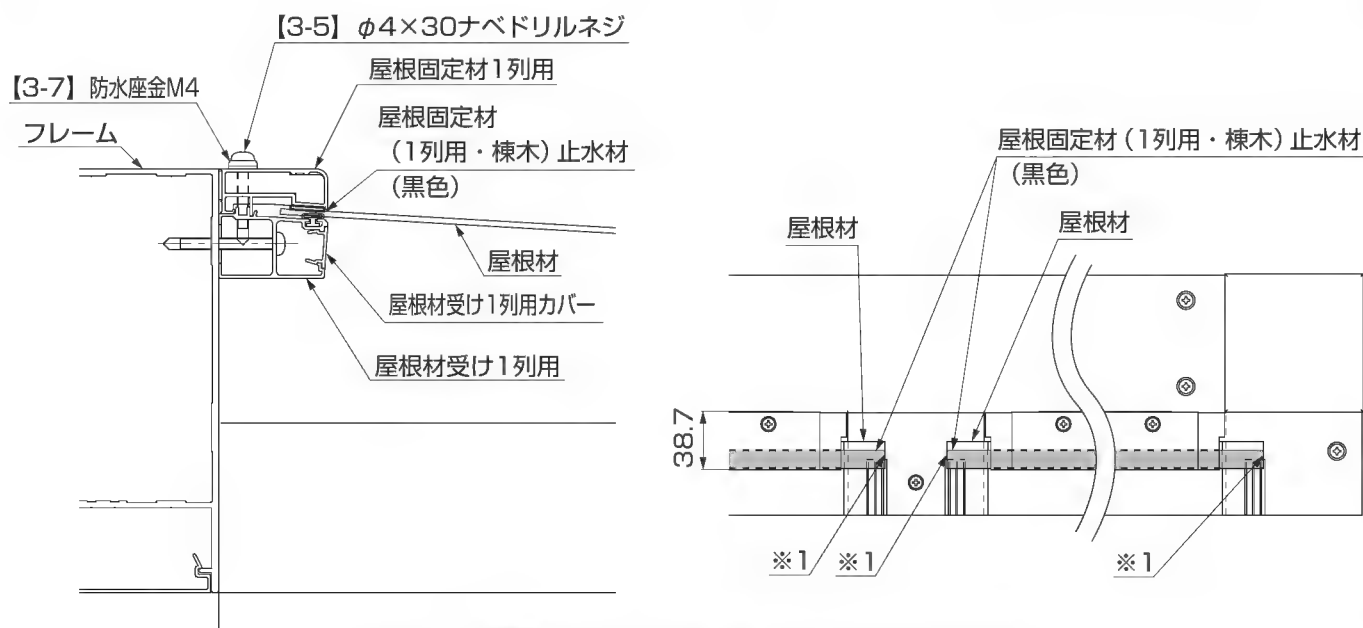 【3-5】φ4×30ナベドリルネジ
屋根固定材1列用
【3-7】防水座金M4
屋根固定材
(1列用・棟木)止水材
(黒色)
フレーム
屋根材
屋根材受け1列用カバー
屋根材受け1列用
屋根固定材(1列用・棟木)止水材
(黒色)
屋根材
屋根材
38.7
※1
※1
※1